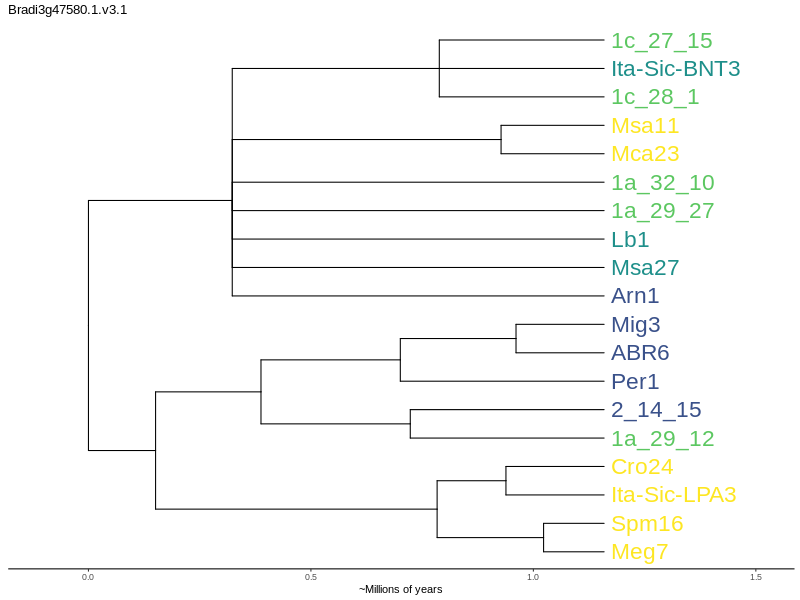 Bradi3g47580.1.v3.1
1c_27_15
Ita-Sic-BNT3
1c_28_1
Msa11
Mca23
1a_32_10
1a_29_27
Lb1
Msa27
Arn1
Mig3
ABR6
Per1
2_14_15
1a_29_12
Cro24
Ita-Sic-LPA3
Spm16
Meg7
0.0 0.5 1.0 1.5
~Millions of years